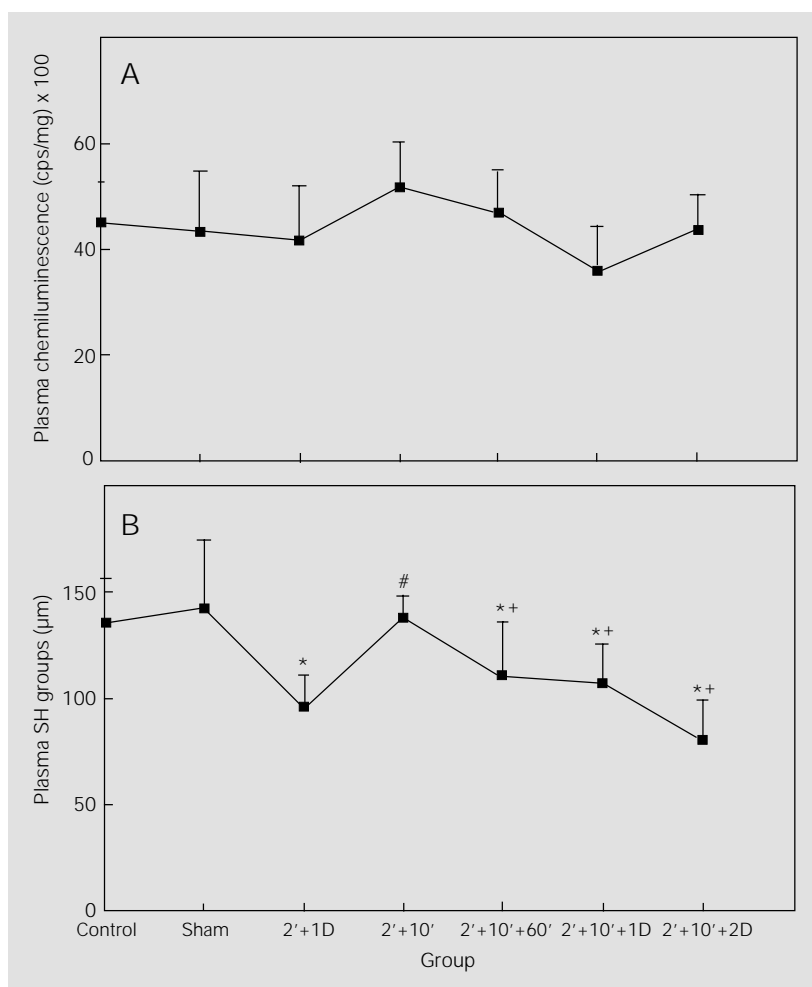 A
Plasma chemiluminescence (cps/mg) x 100
60
40
20
0
B
Plasma SH groups (µm)
150
100
50
0
*
#
*+
*+
*+
Control Sham 2′+1D 2′+10′ 2′+10′+60′ 2′+10′+1D 2′+10′+2D
Group